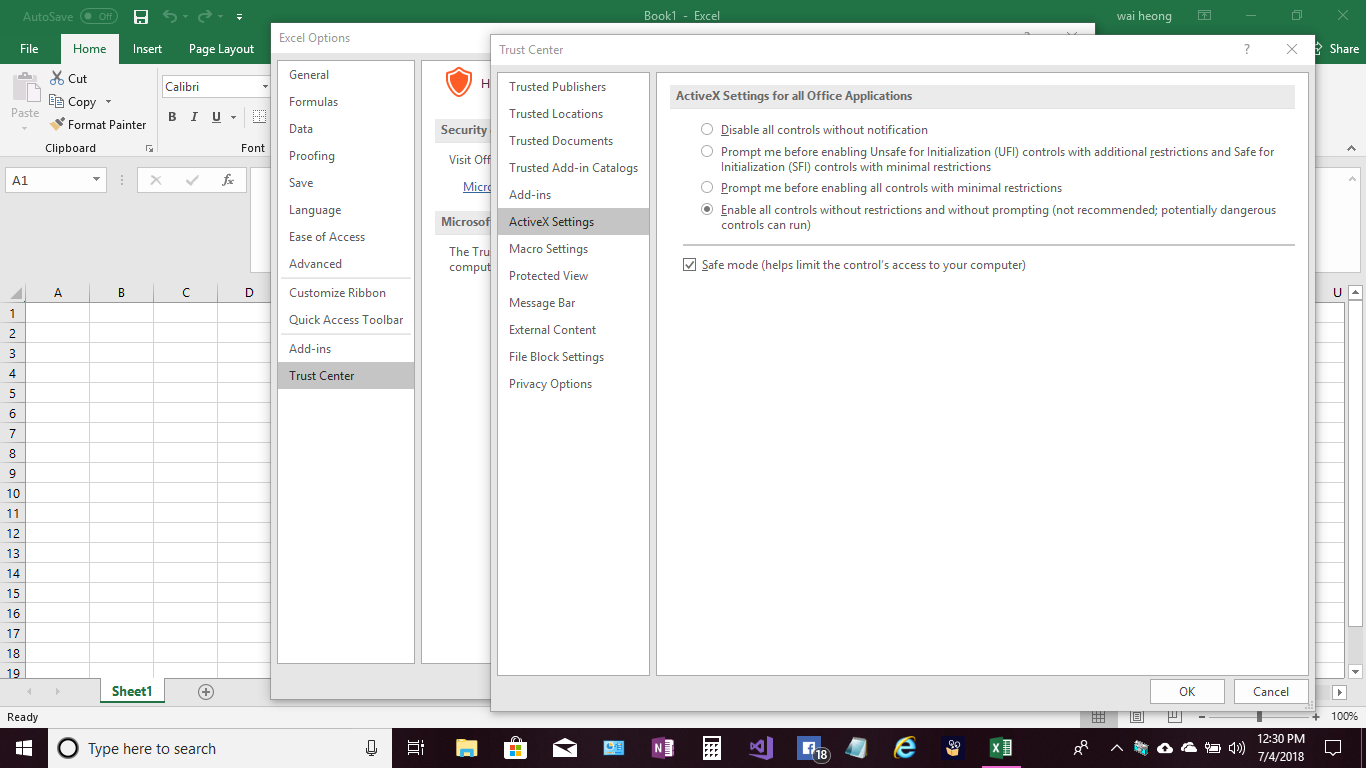 AutoSave Off
Book1 - Excel
wai heong
File Home Insert Page Layout
Share
Excel Options
Trust Center
?
Paste
Cut
Copy
Format Painter
Clipboard
Calibri
B I U
Font
A1
fx
A B C D
U
1
2
3
4
5
6
7
8
9
10
11
12
13
14
15
16
17
18
19
General
Formulas
Data
Proofing
Save
Language
Ease of Access
Advanced
Customize Ribbon
Quick Access Toolbar
Add-ins
Trust Center
H
Security
Visit Off
Micro
Microsof
The Tru
comput
Trusted Publishers
Trusted Locations
Trusted Documents
Trusted Add-in Catalogs
Add-ins
ActiveX Settings
Macro Settings
Protected View
Message Bar
External Content
File Block Settings
Privacy Options
ActiveX Settings for all Office Applications
Disable all controls without notification
Prompt me before enabling Unsafe for Initialization (UFI) controls with additional restrictions and Safe for
Initialization (SFI) controls with minimal restrictions
Prompt me before enabling all controls with minimal restrictions
Enable all controls without restrictions and without prompting (not recommended; potentially dangerous
controls can run)
Safe mode (helps limit the control's access to your computer)
OK Cancel
Sheet1
Ready
100%
Type here to search
18
12:30 PM
7/4/2018